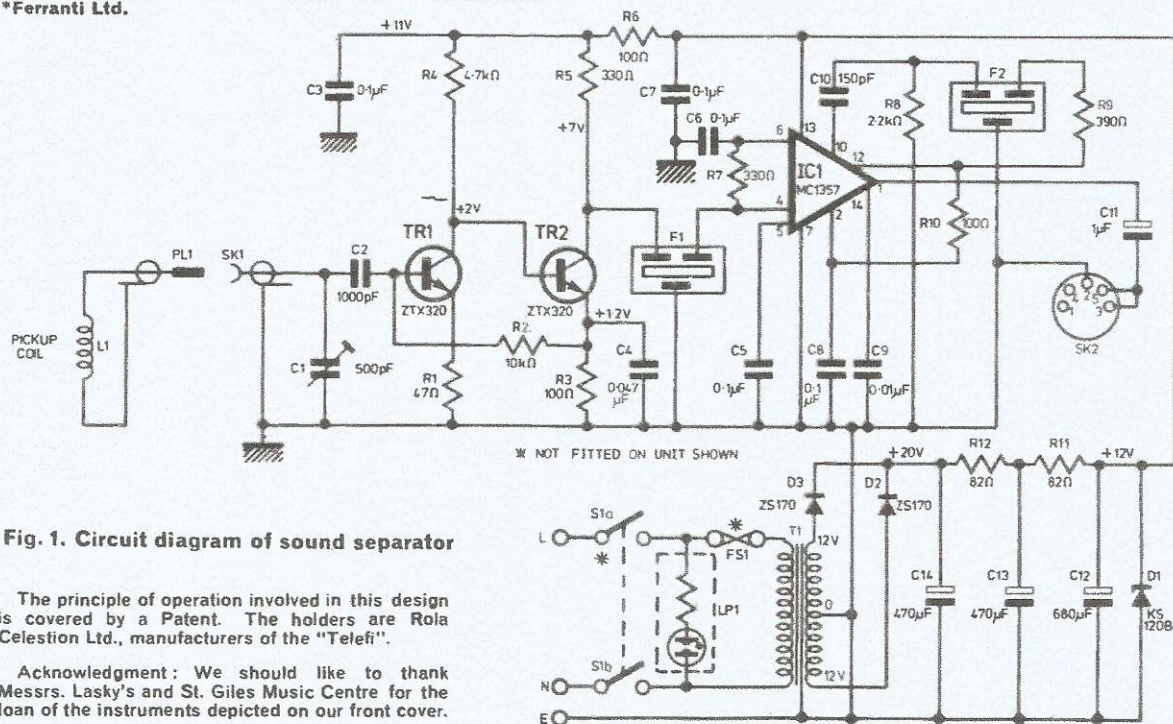 *Ferranti Ltd.
+11V
R6
100Ω
R4
4·7kΩ
R5
330Ω
C3
0·1µF
C7
0·1µF
C6
0·1µF
C10
150pF
R8
2·2kΩ
F2
R9
390Ω
+7V
R7
330Ω
6
13
10
12
IC1
MC1357
1
4
2
14
5
7
R10
100Ω
C11
1µF
+2V
TR1
TR2
F1
PL1
SK1
C2
1000pF
ZTX320
ZTX320
4
2
5
1
3
SK2
PICKUP
COIL
L1
C1
500pF
R2
10kΩ
+1·2V
R1
47Ω
R3
100Ω
C4
0·047
µF
C5
0·1µF
C8
0·1
µF
C9
0·01µF
* NOT FITTED ON UNIT SHOWN
Fig. 1. Circuit diagram of sound separator
The principle of operation involved in this design
is covered by a Patent. The holders are Rola
Celestion Ltd., manufacturers of the "Telefi".
Acknowledgment: We should like to thank
Messrs. Lasky's and St. Giles Music Centre for the
loan of the instruments depicted on our front cover.
+20V
R12
82Ω
R11
82Ω
+12V
D3
ZS170
D2
ZS170
L
S1a
*
*
FS1
T1
12V
0
12V
LP1
N
S1b
E
C14
470µF
C13
470µF
C12
680µF
D1
KS
120B